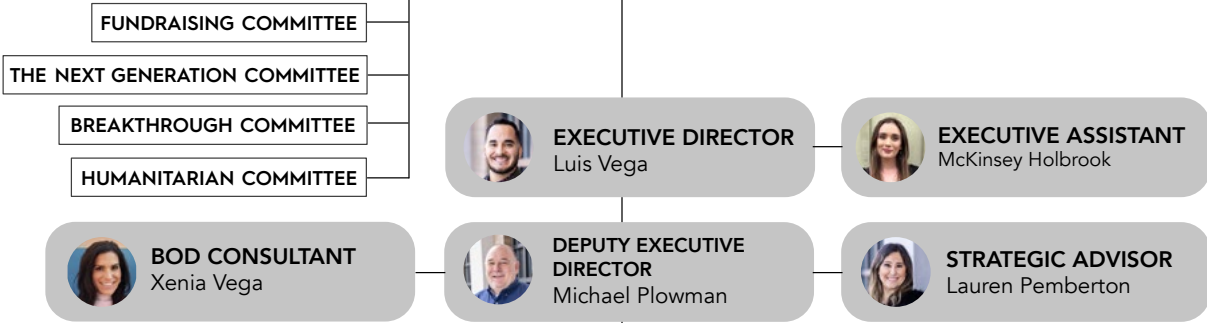 FUNDRAISING COMMITTEE
THE NEXT GENERATION COMMITTEE
BREAKTHROUGH COMMITTEE
HUMANITARIAN COMMITTEE
EXECUTIVE DIRECTOR
Luis Vega
EXECUTIVE ASSISTANT
McKinsey Holbrook
BOD CONSULTANT
Xenia Vega
DEPUTY EXECUTIVE
DIRECTOR
Michael Plowman
STRATEGIC ADVISOR
Lauren Pemberton